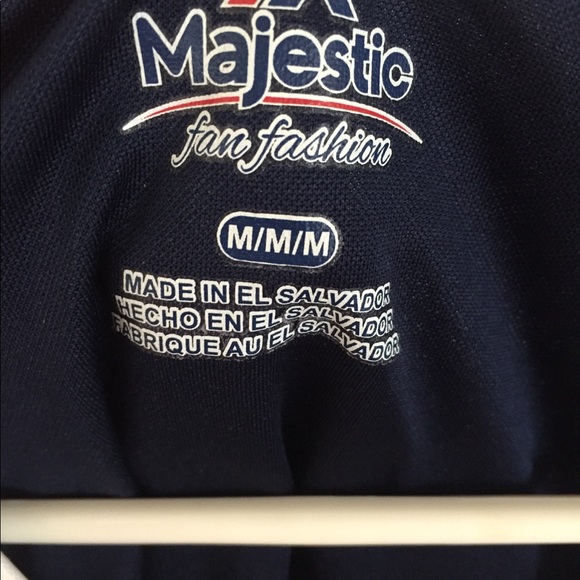 Majestic
fan fashion
M/M/M
MADE IN EL SALVADOR
HECHO EN EL SALVADOR
FABRIQUE AU EL SALVADOR